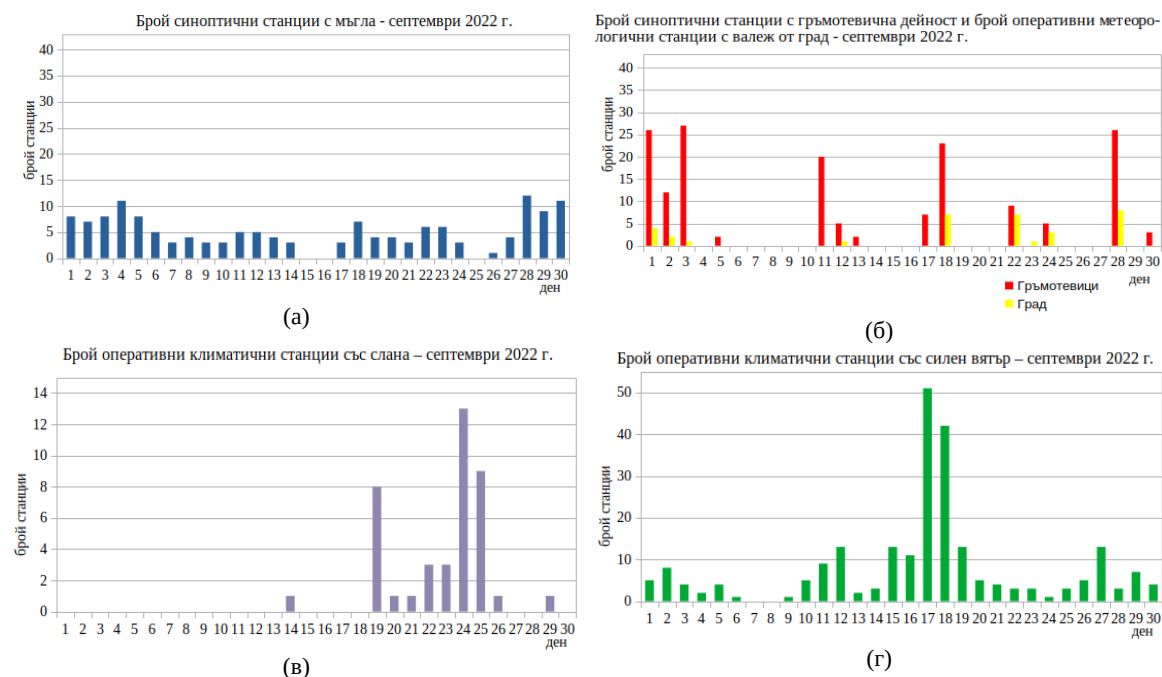 Брой синоптични станции с мъгла - септември 2022 г.
40
35
30
25
20
15
10
5
0
брой станции
1 2 3 4 5 6 7 8 9 10 11 12 13 14 15 16 17 18 19 20 21 22 23 24 25 26 27 28 29 30
ден
(а)
Брой синоптични станции с гръмотевична дейност и брой оперативни метеоро-
логични станции с валеж от град - септември 2022 г.
40
35
30
25
20
15
10
5
0
брой станции
1 2 3 4 5 6 7 8 9 10 11 12 13 14 15 16 17 18 19 20 21 22 23 24 25 26 27 28 29 30
ден
Гръмотевици
Град
(б)
Брой оперативни климатични станции със слана – септември 2022 г.
14
12
10
8
6
4
2
0
брой станции
1 2 3 4 5 6 7 8 9 10 11 12 13 14 15 16 17 18 19 20 21 22 23 24 25 26 27 28 29 30
ден
(в)
Брой оперативни климатични станции със силен вятър – септември 2022 г.
50
40
30
20
10
0
брой станции
1 2 3 4 5 6 7 8 9 10 11 12 13 14 15 16 17 18 19 20 21 22 23 24 25 26 27 28 29 30
ден
(г)